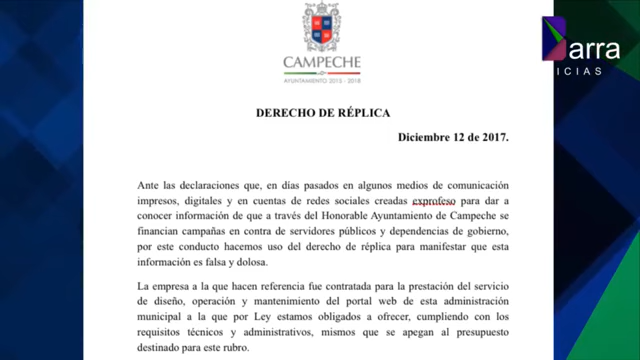 CAMPECHE
AYUNTAMIENTO 2015 - 2018
arra
ICIAS
DERECHO DE RÉPLICA
Diciembre 12 de 2017.
Ante las declaraciones que, en días pasados en algunos medios de comunicación
impresos, digitales y en cuentas de redes sociales creadas exprofeso para dar a
conocer información de que a través del Honorable Ayuntamiento de Campeche se
financian campañas en contra de servidores públicos y dependencias de gobierno,
por este conducto hacemos uso del derecho de réplica para manifestar que esta
información es falsa y dolosa.
La empresa a la que hacen referencia fue contratada para la prestación del servicio
de diseño, operación y mantenimiento del portal web de esta administración
municipal a la que por Ley estamos obligados a ofrecer, cumpliendo con los
requisitos técnicos y administrativos, mismos que se apegan al presupuesto
destinado para este rubro.